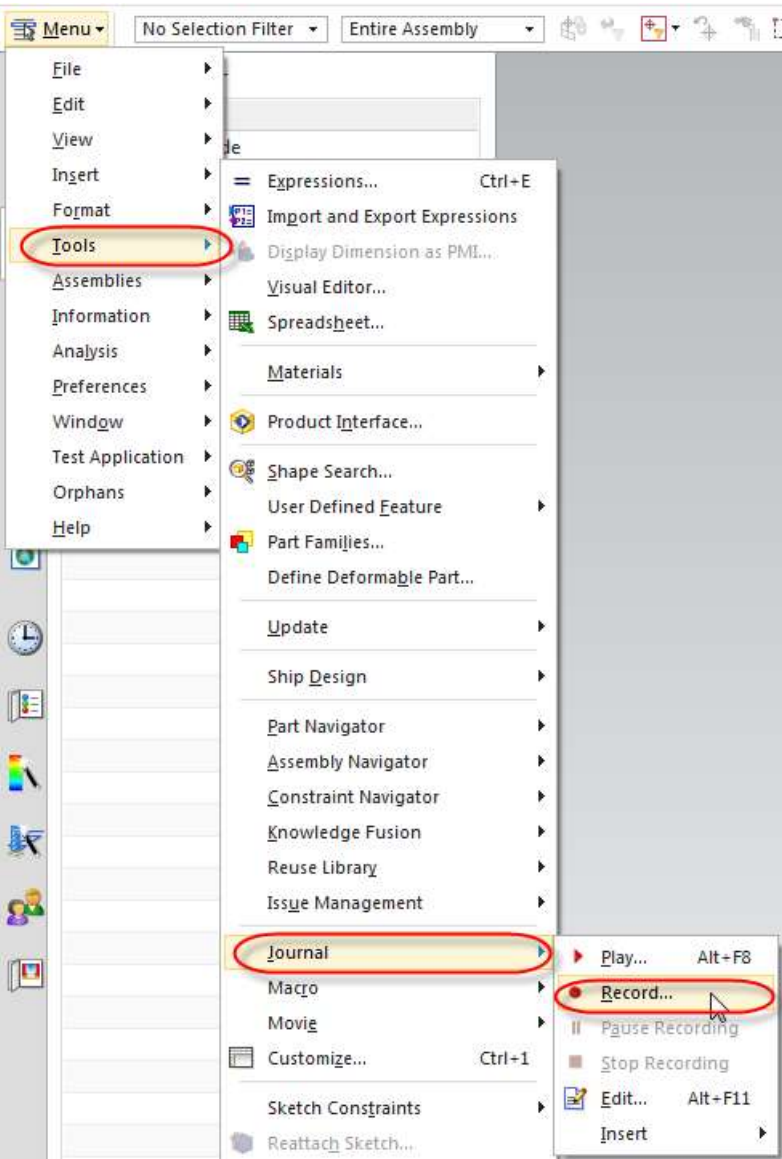 Menu
No Selection Filter
Entire Assembly
File
Edit
View
Insert
Format
Tools
Assemblies
Information
Analysis
Preferences
Window
Test Application
Orphans
Help
de
= Expressions... Ctrl+E
Import and Export Expressions
Display Dimension as PMI...
Visual Editor...
Spreadsheet...
Materials
Product Interface...
Shape Search...
User Defined Feature
Part Families...
Define Deformable Part...
Update
Ship Design
Part Navigator
Assembly Navigator
Constraint Navigator
Knowledge Fusion
Reuse Library
Issue Management
Journal
Macro
Movie
Customize... Ctrl+1
Sketch Constraints
Reattach Sketch...
Play... Alt+F8
Record...
Pause Recording
Stop Recording
Edit... Alt+F11
Insert